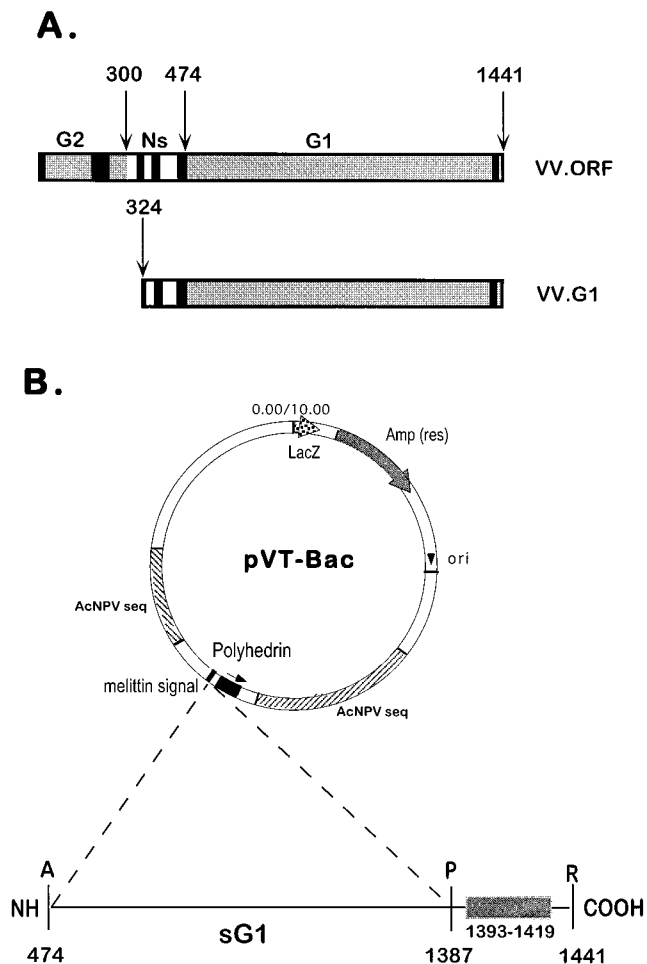 A.
300 474 1441
G2 Ns G1
VV.ORF
324
VV.G1
B.
0.00/10.00
LacZ
Amp (res)
pVT-Bac
ori
AcNPV seq
Polyhedrin
melittin signal
AcNPV seq
A P R
NH COOH
sG1
1393-1419
474 1387 1441